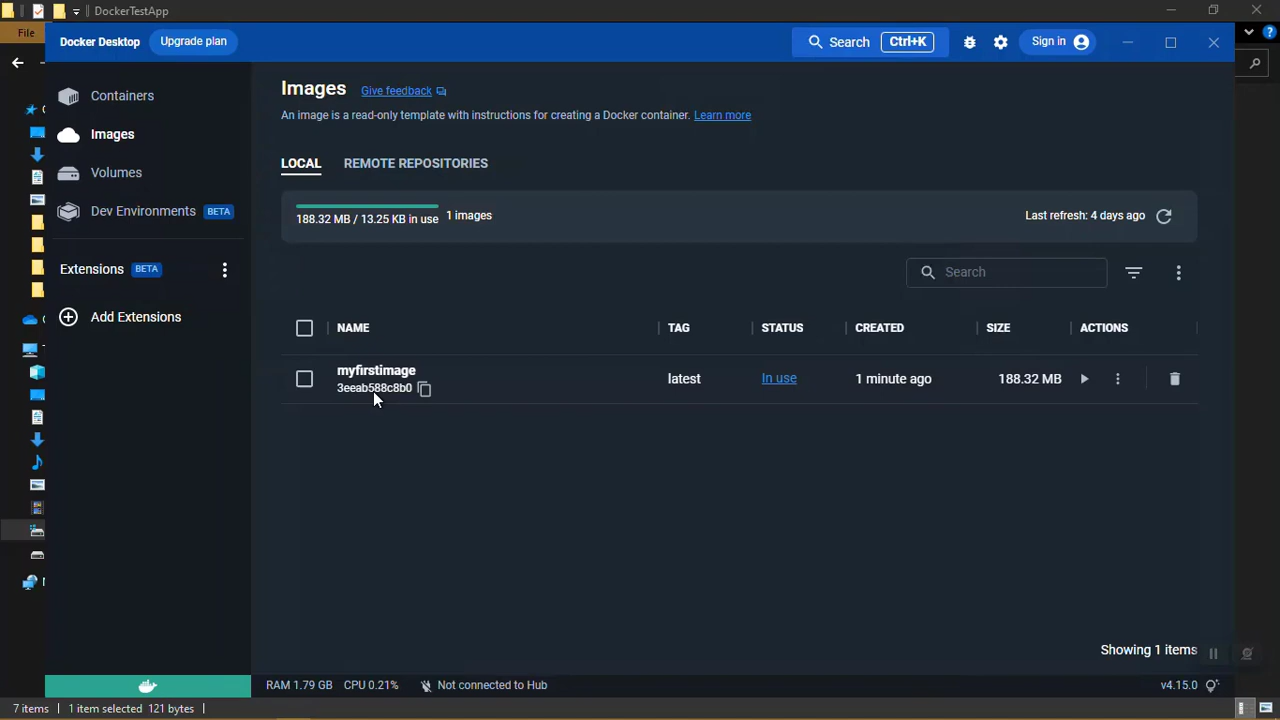 DockerTestApp
File
Docker Desktop
Upgrade plan
Search
Ctrl+K
Sign in
Containers
Images
Volumes
Dev Environments BETA
Extensions BETA
Add Extensions
Images
Give feedback
An image is a read-only template with instructions for creating a Docker container. Learn more
LOCAL
REMOTE REPOSITORIES
188.32 MB / 13.25 KB in use
1 images
Last refresh: 4 days ago
Search
NAME
TAG
STATUS
CREATED
SIZE
ACTIONS
myfirstimage
3eeab588c8b0
latest
In use
1 minute ago
188.32 MB
Showing 1 items
RAM 1.79 GB
CPU 0.21%
Not connected to Hub
v4.15.0
7 items
1 item selected 121 bytes